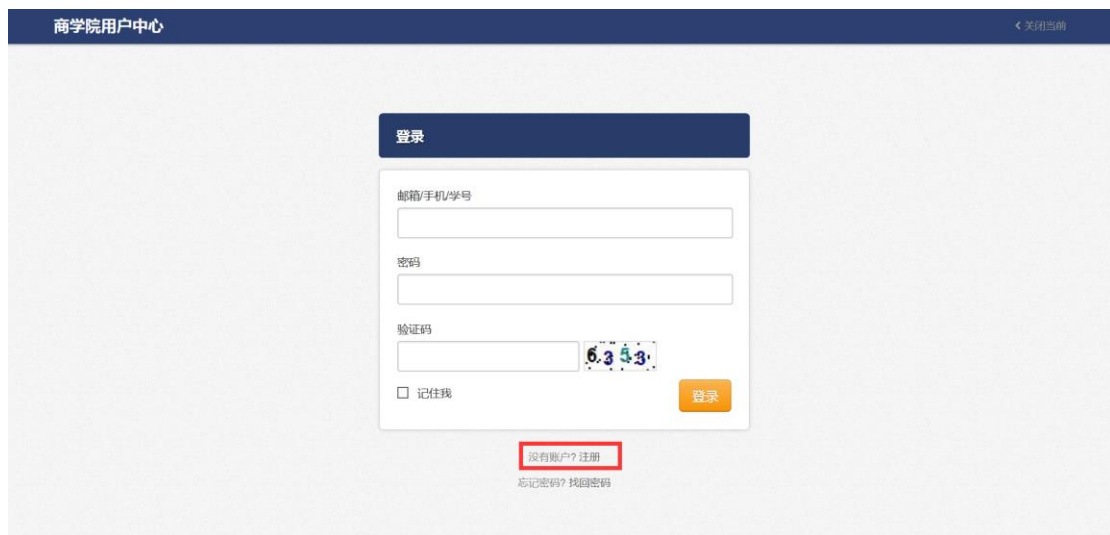 商学院用户中心
关闭当前
登录
邮箱/手机/学号
密码
验证码
6353
记住我
登录
没有账户? 注册
忘记密码? 找回密码